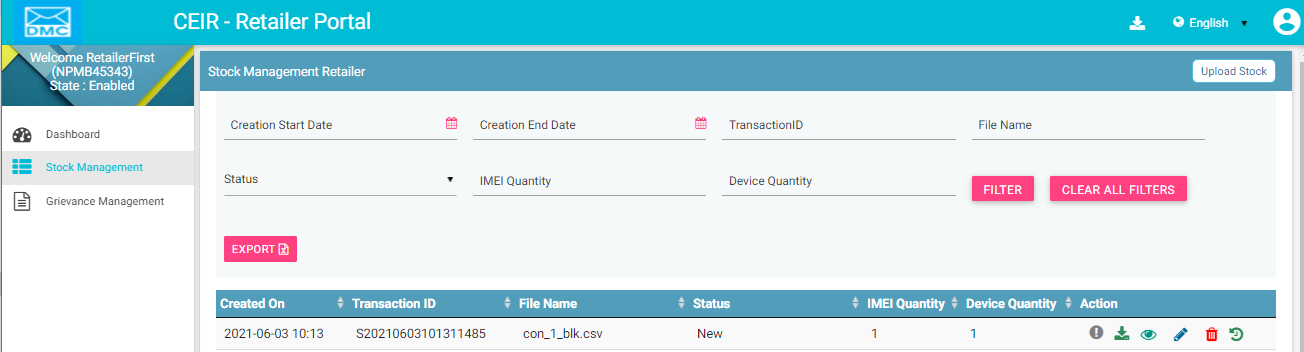 DMC
CEIR - Retailer Portal
English
Welcome RetailerFirst
(NPMB45343)
State : Enabled
Dashboard
Stock Management
Grievance Management
Stock Management Retailer
Upload Stock
Creation Start Date
Creation End Date
TransactionID
File Name
Status
IMEI Quantity
Device Quantity
FILTER
CLEAR ALL FILTERS
EXPORT
Created On Transaction ID File Name Status IMEI Quantity Device Quantity Action
2021-06-03 10:13 S20210603101311485 con_1_blk.csv New 1 1